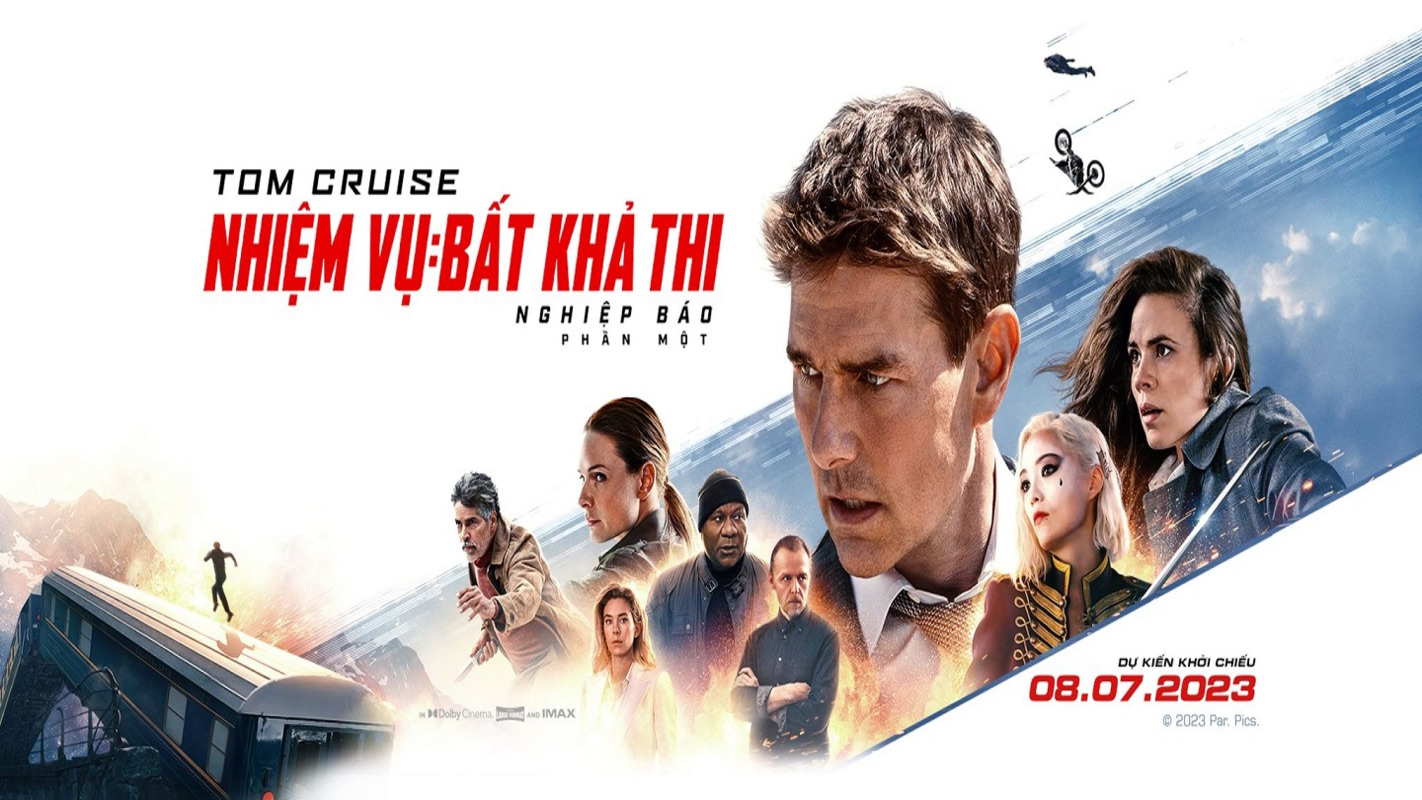 TOM CRUISE
NHIỆM VỤ:BẤT KHẢ THI
NGHIỆP BÁO
PHẦN MỘT
IN Dolby Cinema, AND IMAX
DỰ KIẾN KHỞI CHIẾU
08.07.2023
© 2023 Par. Pics.